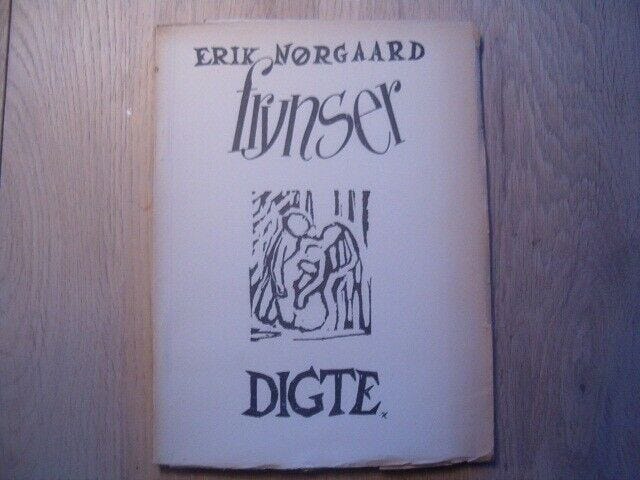 ERIK NØRGAARD
frynser
DIGTE